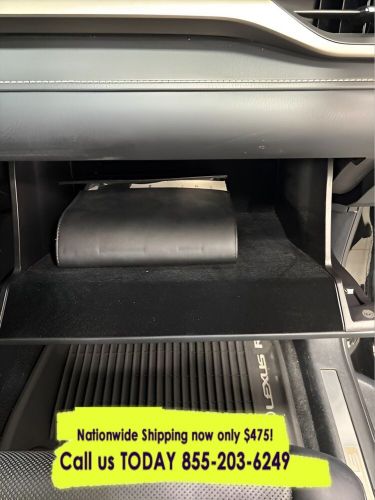 LEXUS R
Nationwide Shipping now only $475!
Call us TODAY 855-203-6249